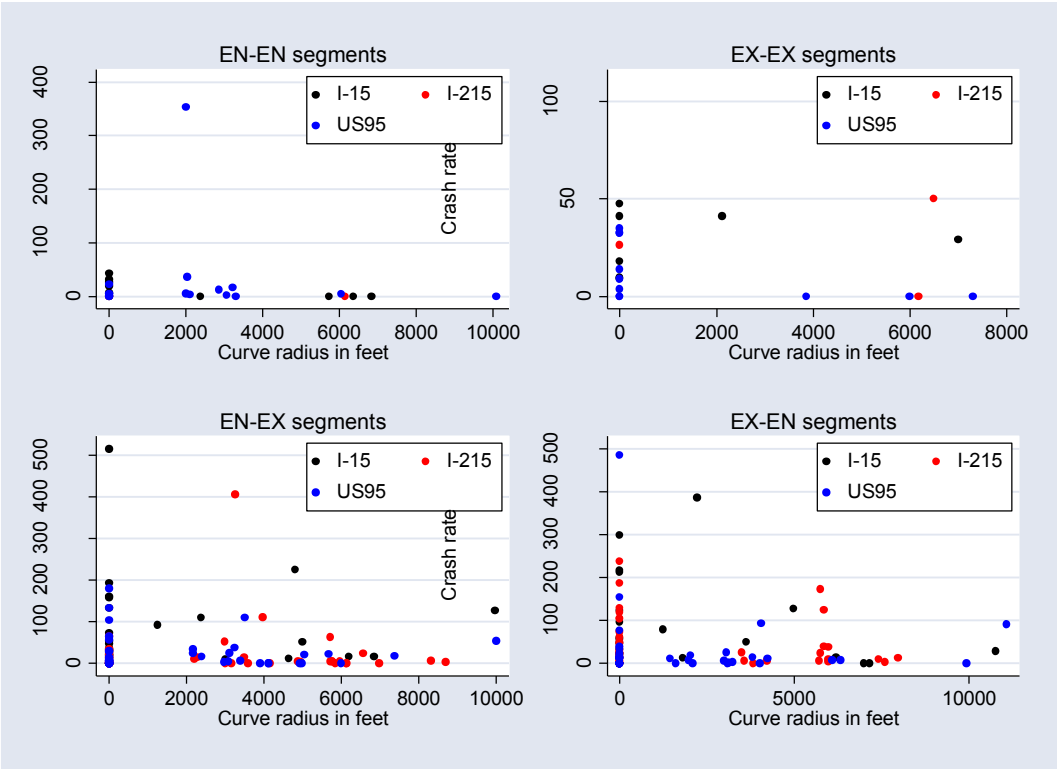 EN-EN segments
I-15 I-215
US95
Crash rate
400
300
200
100
0
0 2000 4000 6000 8000 10000
Curve radius in feet
EX-EX segments
I-15 I-215
US95
100
50
0
0 2000 4000 6000 8000
Curve radius in feet
EN-EX segments
I-15 I-215
US95
Crash rate
500
400
300
200
100
0
0 2000 4000 6000 8000 10000
Curve radius in feet
EX-EN segments
I-15 I-215
US95
500
400
300
200
100
0
0 5000 10000
Curve radius in feet